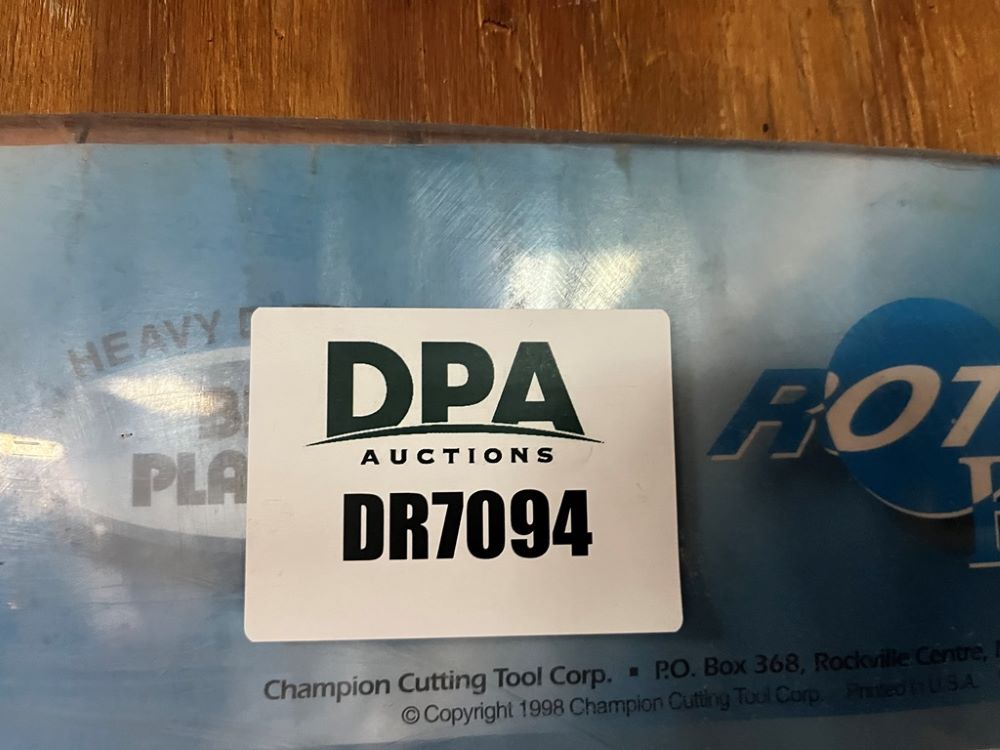 HEAVY
PLA
DPA
AUCTIONS
DR7094
ROT
Champion Cutting Tool Corp. ▪ P.O. Box 368, Rockville Centre,
© Copyright 1998 Champion Cutting Tool Corp. Printed in U.S.A.